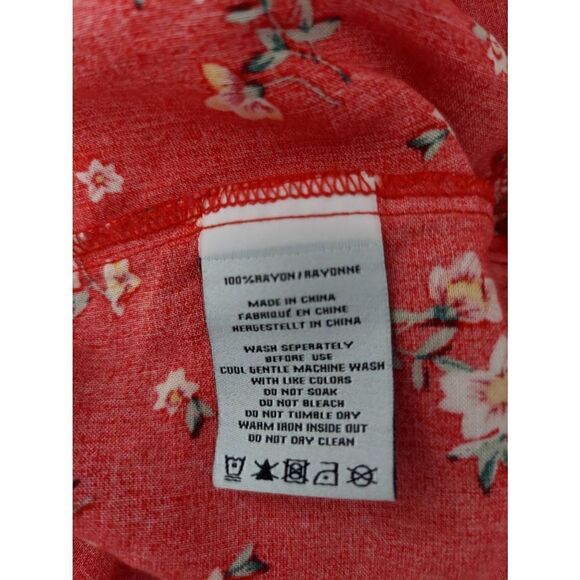 100%RAYON/RAYONNE
MADE IN CHINA
FABRIQUÉ EN CHINE
HERGESTELLT IN CHINA
WASH SEPERATELY
BEFORE USE
COOL GENTLE MACHINE WASH
WITH LIKE COLORS
DO NOT SOAK
DO NOT BLEACH
DO NOT TUMBLE DRY
WARM IRON INSIDE OUT
DO NOT DRY CLEAN